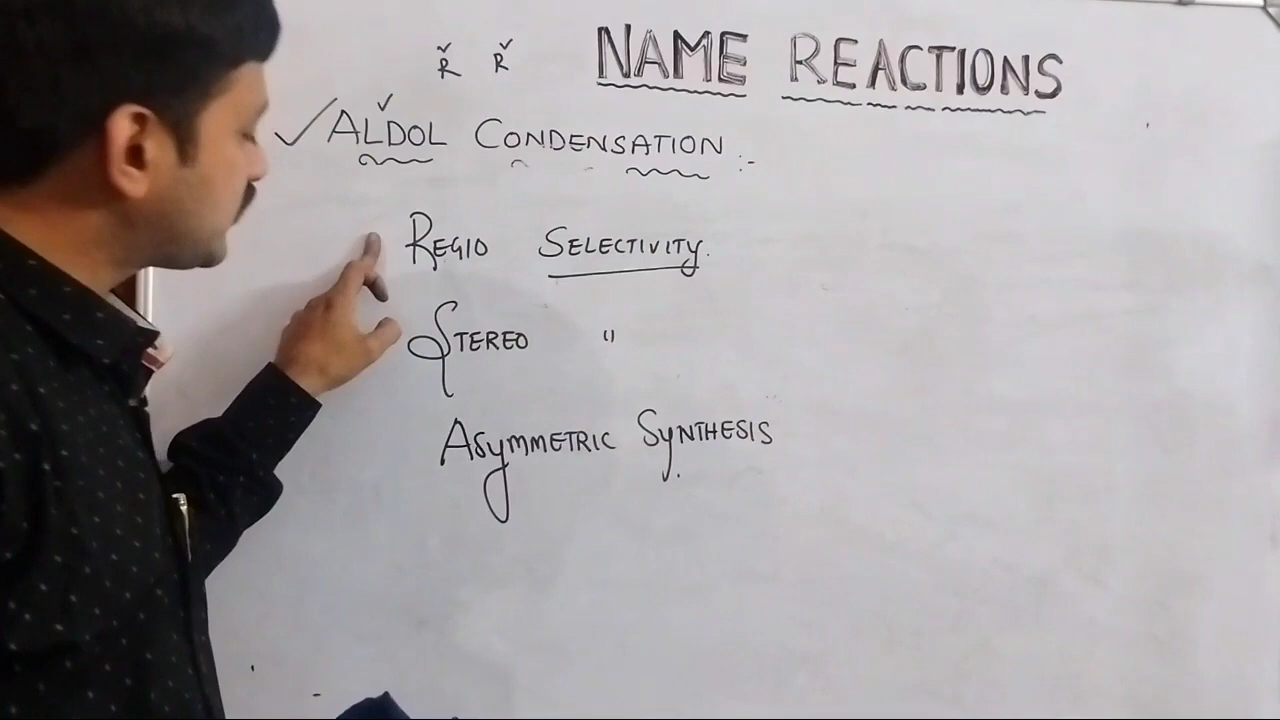 NAME REACTIONS
Ř Ř
✓ ALDOL CONDENSATION :-
REGIO SELECTIVITY.
STEREO "
ASYMMETRIC SYNTHESIS